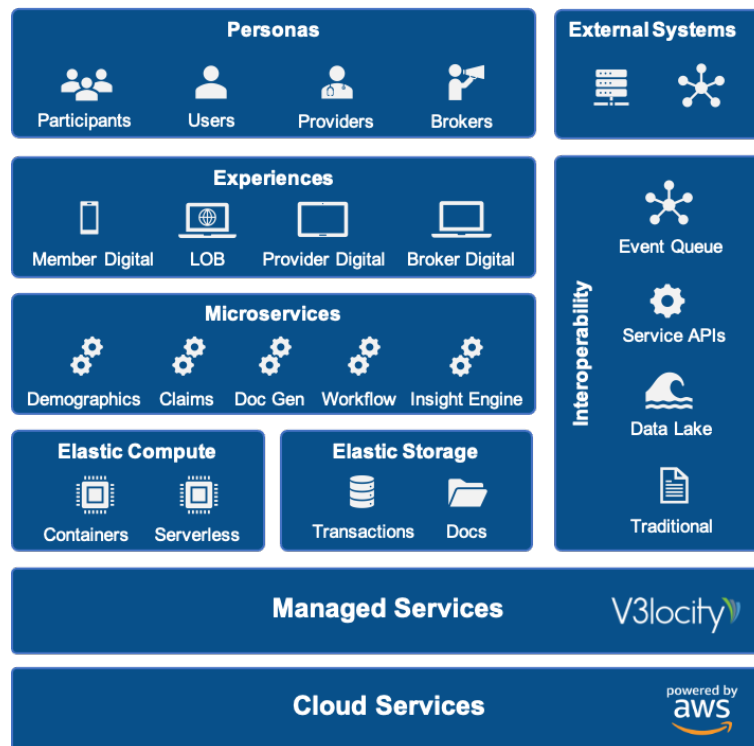 Personas
Participants Users Providers Brokers
External Systems
Experiences
Member Digital LOB Provider Digital Broker Digital
Microservices
Demographics Claims Doc Gen Workflow Insight Engine
Elastic Compute
Containers Serverless
Elastic Storage
Transactions Docs
Interoperability
Event Queue
Service APIs
Data Lake
Traditional
Managed Services
V3locity
Cloud Services
powered by
aws